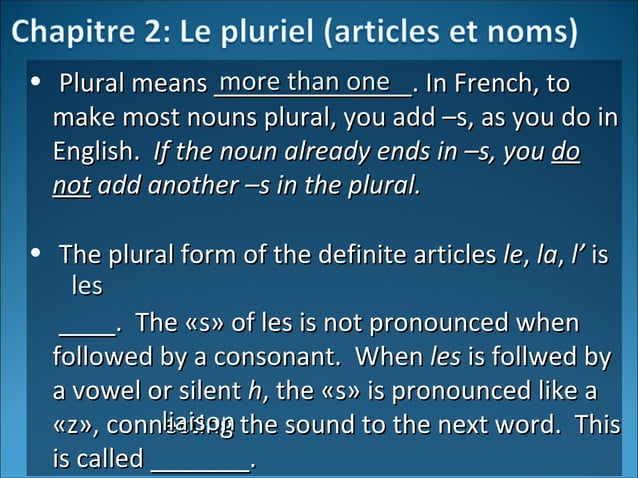 Chapitre 2: Le pluriel (articles et noms)
• Plural means more than one. In French, to
make most nouns plural, you add –s, as you do in
English. If the noun already ends in –s, you do
not add another –s in the plural.
• The plural form of the definite articles le, la, l’ is
les
____. The «s» of les is not pronounced when
followed by a consonant. When les is follwed by
a vowel or silent h, the «s» is pronounced like a
liaison
«z», connecting the sound to the next word. This
is called _______.